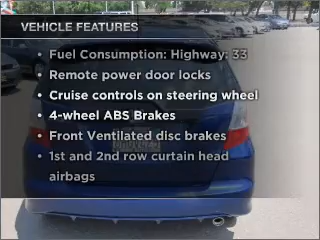 VEHICLE FEATURES
• Fuel Consumption: Highway: 33
• Remote power door locks
• Cruise controls on steering wheel
• 4-wheel ABS Brakes
• Front Ventilated disc brakes
• 1st and 2nd row curtain head
airbags